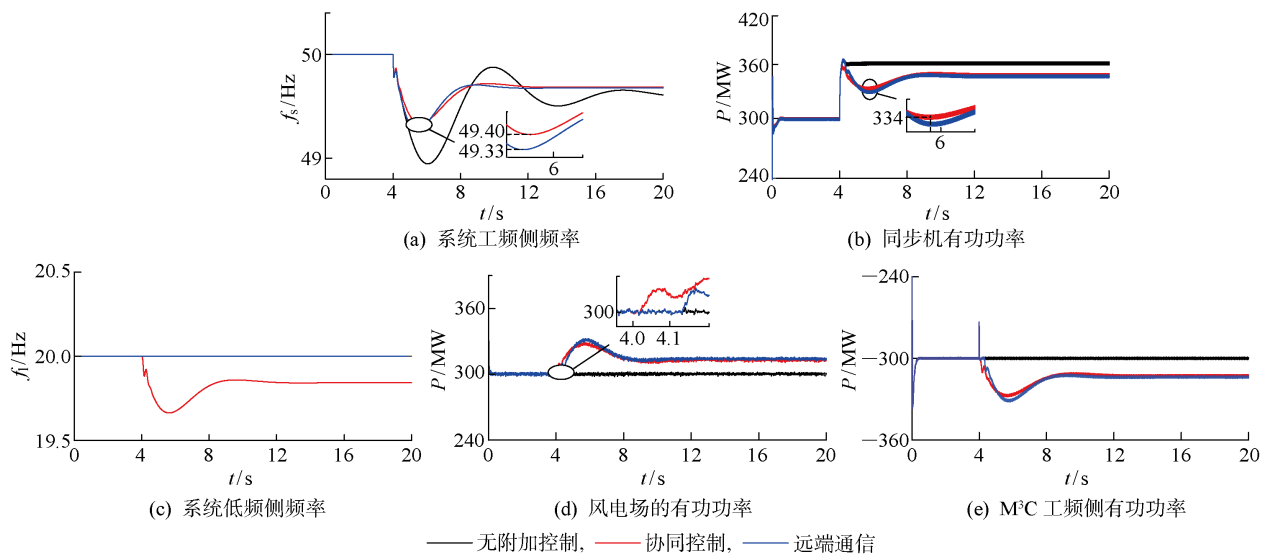 50
49
fₛ/Hz
49.40
49.33
6
0 4 8 12 16 20
t/s
(a) 系统工频侧频率
420
360
300
240
P/MW
334
6
0 4 8 12 16 20
t/s
(b) 同步机有功功率
20.5
20.0
19.5
fₗ/Hz
0 4 8 12 16 20
t/s
(c) 系统低频侧频率
360
300
240
P/MW
300
4.0 4.1
0 4 8 12 16 20
t/s
(d) 风电场的有功功率
−240
−300
−360
P/MW
0 4 8 12 16 20
t/s
(e) M³C 工频侧有功功率
无附加控制, 协同控制, 远端通信